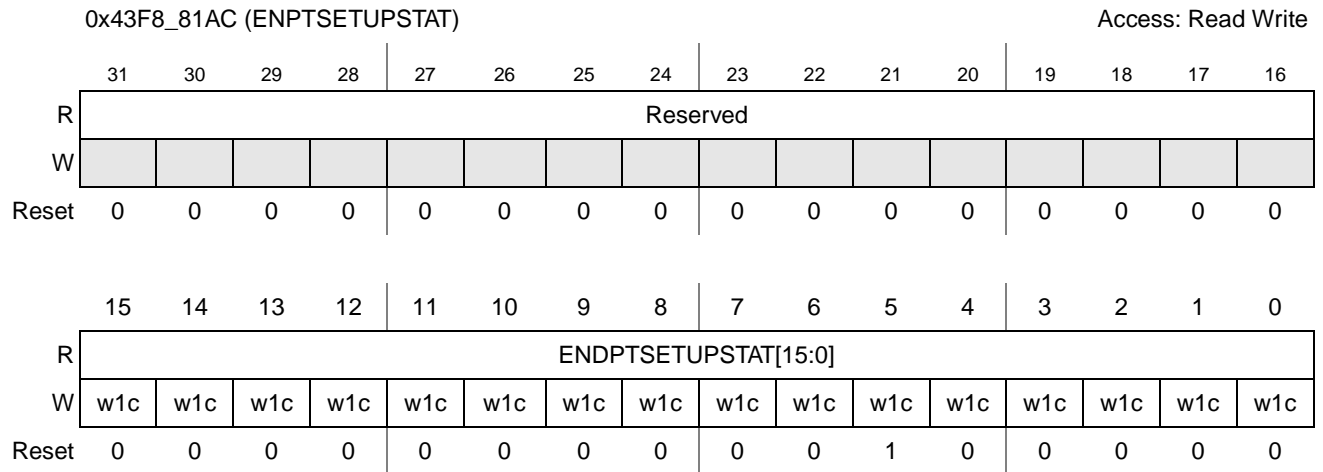 0x43F8_81AC (ENPTSETUPSTAT) Access: Read Write
31 30 29 28 27 26 25 24 23 22 21 20 19 18 17 16
R Reserved
W
Reset 0 0 0 0 0 0 0 0 0 0 0 0 0 0 0 0
15 14 13 12 11 10 9 8 7 6 5 4 3 2 1 0
R ENDPTSETUPSTAT[15:0]
W w1c w1c w1c w1c w1c w1c w1c w1c w1c w1c w1c w1c w1c w1c w1c w1c
Reset 0 0 0 0 0 0 0 0 0 0 1 0 0 0 0 0